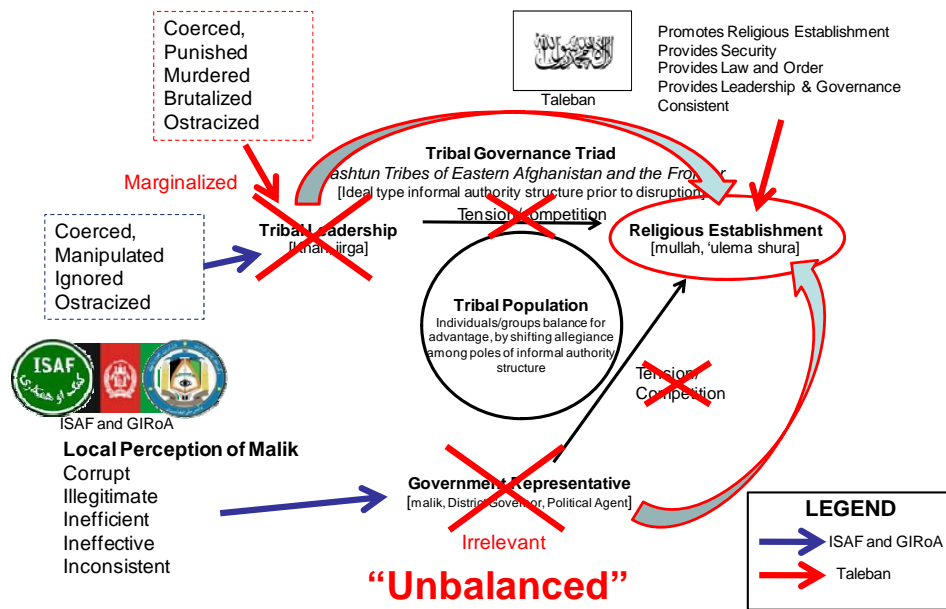 Coerced,
Punished
Murdered
Brutalized
Ostracized
Taleban
Promotes Religious Establishment
Provides Security
Provides Law and Order
Provides Leadership & Governance
Consistent
Marginalized
Tribal Governance Triad
ashtun Tribes of Eastern Afghanistan and the Frontier
[Ideal type informal authority structure prior to disruption]
Tension/competition
Coerced,
Manipulated
Ignored
Ostracized
Tribal Leadership
[khan, jirga]
Religious Establishment
[mullah, ‘ulema shura]
Tribal Population
Individuals/groups balance for
advantage, by shifting allegiance
among poles of informal authority
structure
Tension/
Competition
ISAF
ISAF and GIRoA
Local Perception of Malik
Corrupt
Illegitimate
Inefficient
Ineffective
Inconsistent
Government Representative
[malik, District Governor, Political Agent]
Irrelevant
“Unbalanced”
LEGEND
ISAF and GIRoA
Taleban